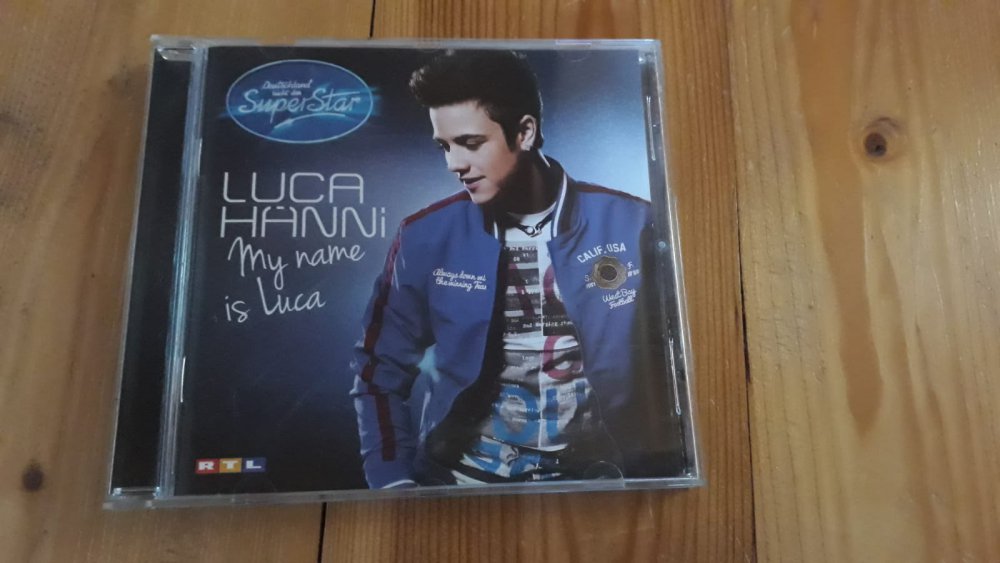 Deutschland
sucht den
SuperStar
LUCA
HÄNNi
My name
is Luca
Always down wit
the winning Tea
CALIF. USA
West Bay
Football
RTL